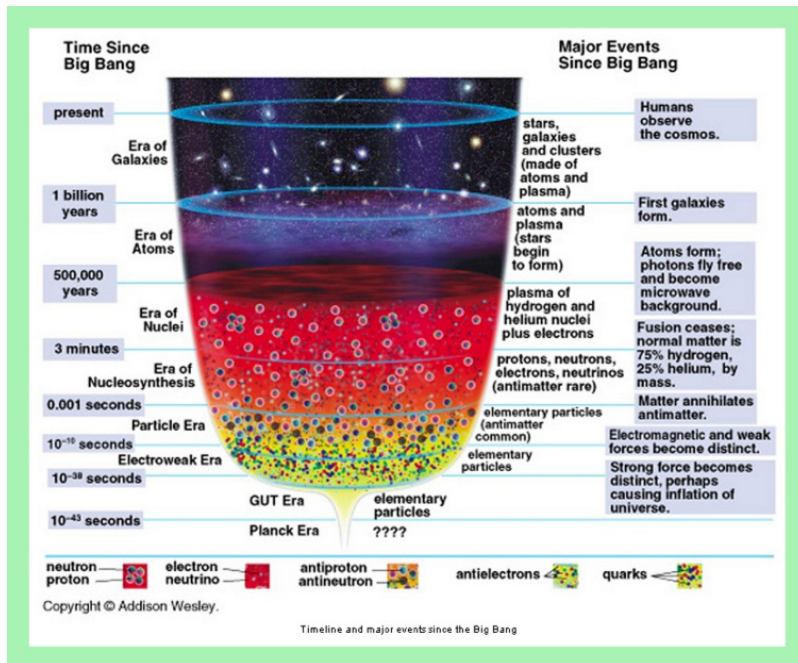 Time Since
Big Bang
Major Events
Since Big Bang
present
Humans
observe
the cosmos.
Era of
Galaxies
stars,
galaxies
and clusters
(made of
atoms and
plasma)
1 billion
years
First galaxies
form.
Era of
Atoms
atoms and
plasma
(stars
begin
to form)
500,000
years
Atoms form;
photons fly free
and become
microwave
background.
Era of
Nuclei
plasma of
hydrogen and
helium nuclei
plus electrons
3 minutes
Fusion ceases;
normal matter is
75% hydrogen,
25% helium, by
mass.
Era of
Nucleosynthesis
protons, neutrons,
electrons, neutrinos
(antimatter rare)
0.001 seconds
Matter annihilates
antimatter.
Particle Era
elementary particles
(antimatter
common)
10⁻¹⁰ seconds
Electromagnetic and weak
forces become distinct.
Electroweak Era
elementary
particles
10⁻³⁸ seconds
Strong force becomes
distinct, perhaps
causing inflation of
universe.
GUT Era
elementary
particles
10⁻⁴³ seconds
Planck Era
????
neutron
proton
electron
neutrino
antiproton
antineutron
antielectrons
quarks
Copyright © Addison Wesley.
Timeline and major events since the Big Bang